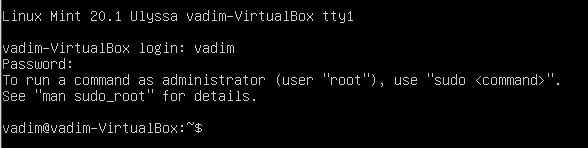 Linux Mint 20.1 Ulyssa vadim-VirtualBox tty1
vadim-VirtualBox login: vadim
Password:
To run a command as administrator (user "root"), use "sudo <command>".
See "man sudo_root" for details.
vadim@vadim-VirtualBox:~$